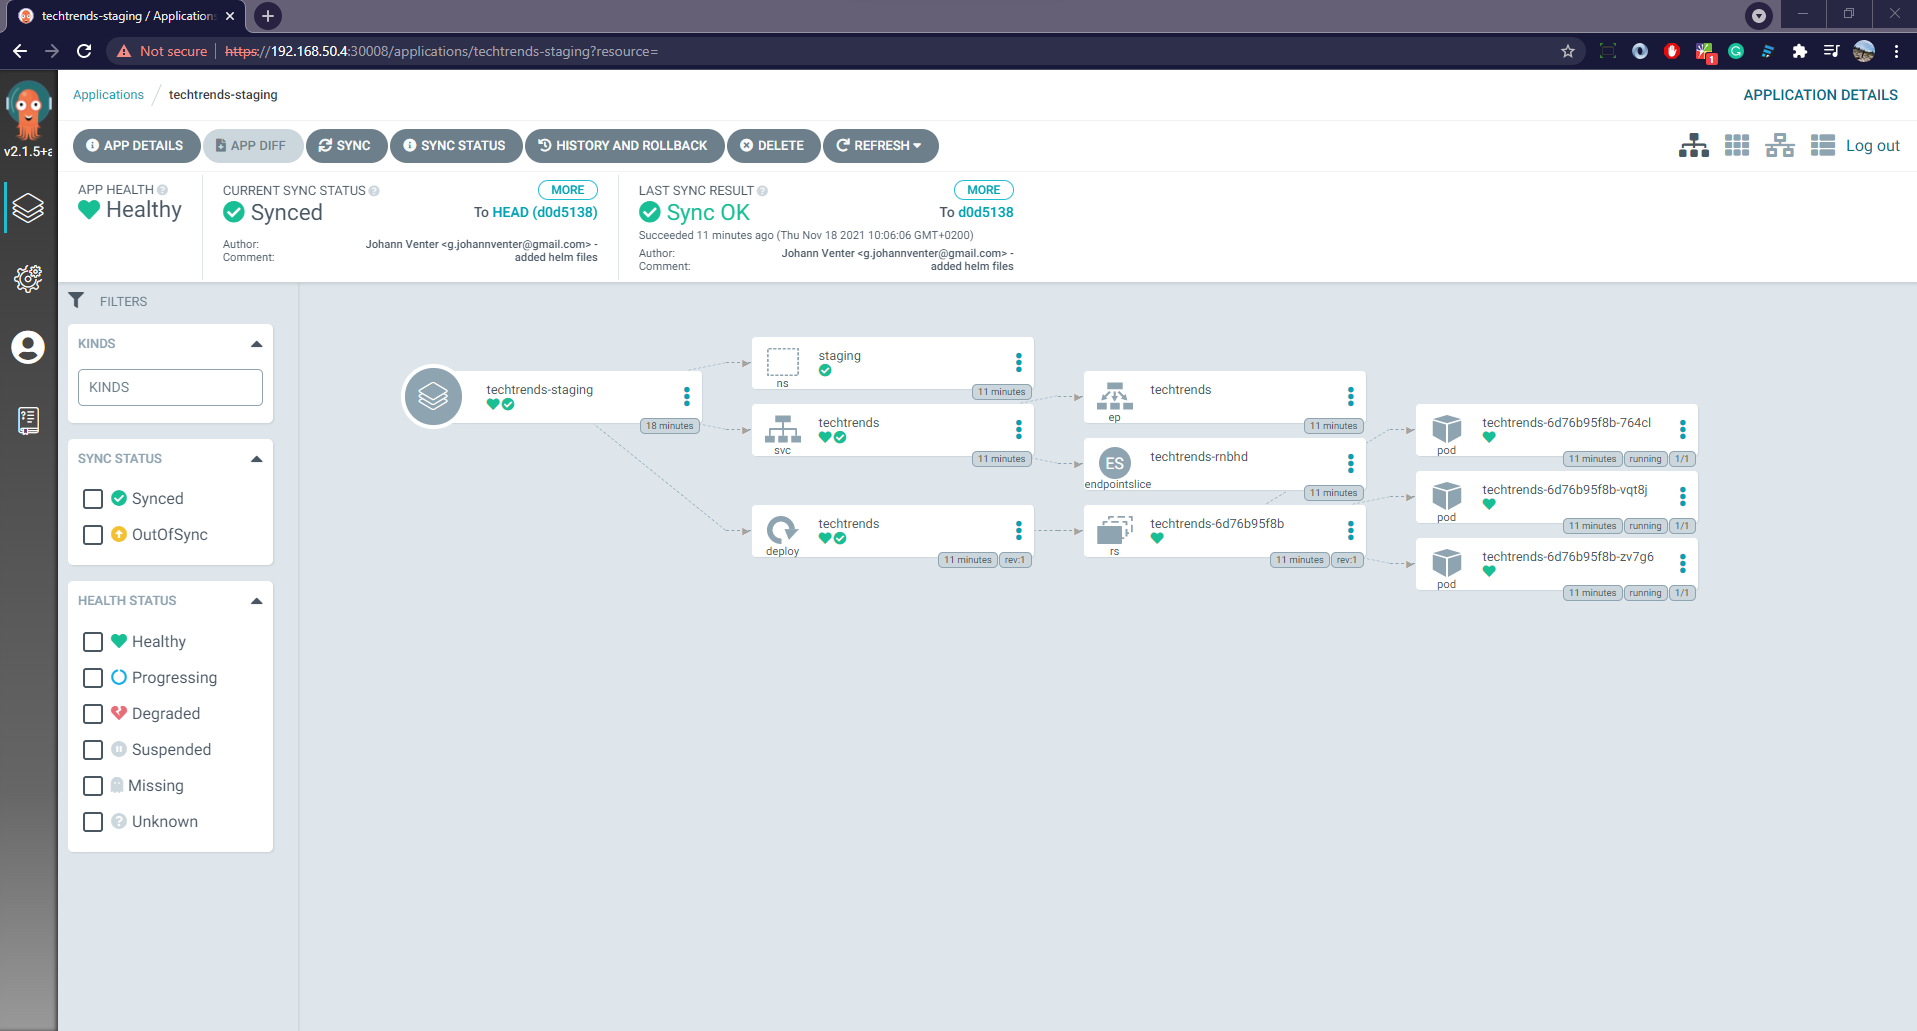 techtrends-staging / Applications
Not secure https://192.168.50.4:30008/applications/techtrends-staging?resource=
1
v2.1.5+a
Applications / techtrends-staging
APPLICATION DETAILS
APP DETAILS APP DIFF SYNC SYNC STATUS HISTORY AND ROLLBACK DELETE REFRESH
Log out
APP HEALTH
Healthy
CURRENT SYNC STATUS MORE
Synced To HEAD (d0d5138)
Author: Johann Venter <g.johannventer@gmail.com> -
Comment: added helm files
LAST SYNC RESULT MORE
Sync OK To d0d5138
Succeeded 11 minutes ago (Thu Nov 18 2021 10:06:06 GMT+0200)
Author: Johann Venter <g.johannventer@gmail.com> -
Comment: added helm files
FILTERS
KINDS
KINDS
SYNC STATUS
Synced
OutOfSync
HEALTH STATUS
Healthy
Progressing
Degraded
Suspended
Missing
Unknown
techtrends-staging
18 minutes
staging
ns
11 minutes
techtrends
svc
11 minutes
techtrends
deploy
11 minutes rev:1
techtrends
ep
11 minutes
ES
techtrends-rnbhd
endpointslice
11 minutes
techtrends-6d76b95f8b
rs
11 minutes rev:1
techtrends-6d76b95f8b-764cl
pod
11 minutes running 1/1
techtrends-6d76b95f8b-vqt8j
pod
11 minutes running 1/1
techtrends-6d76b95f8b-zv7g6
pod
11 minutes running 1/1